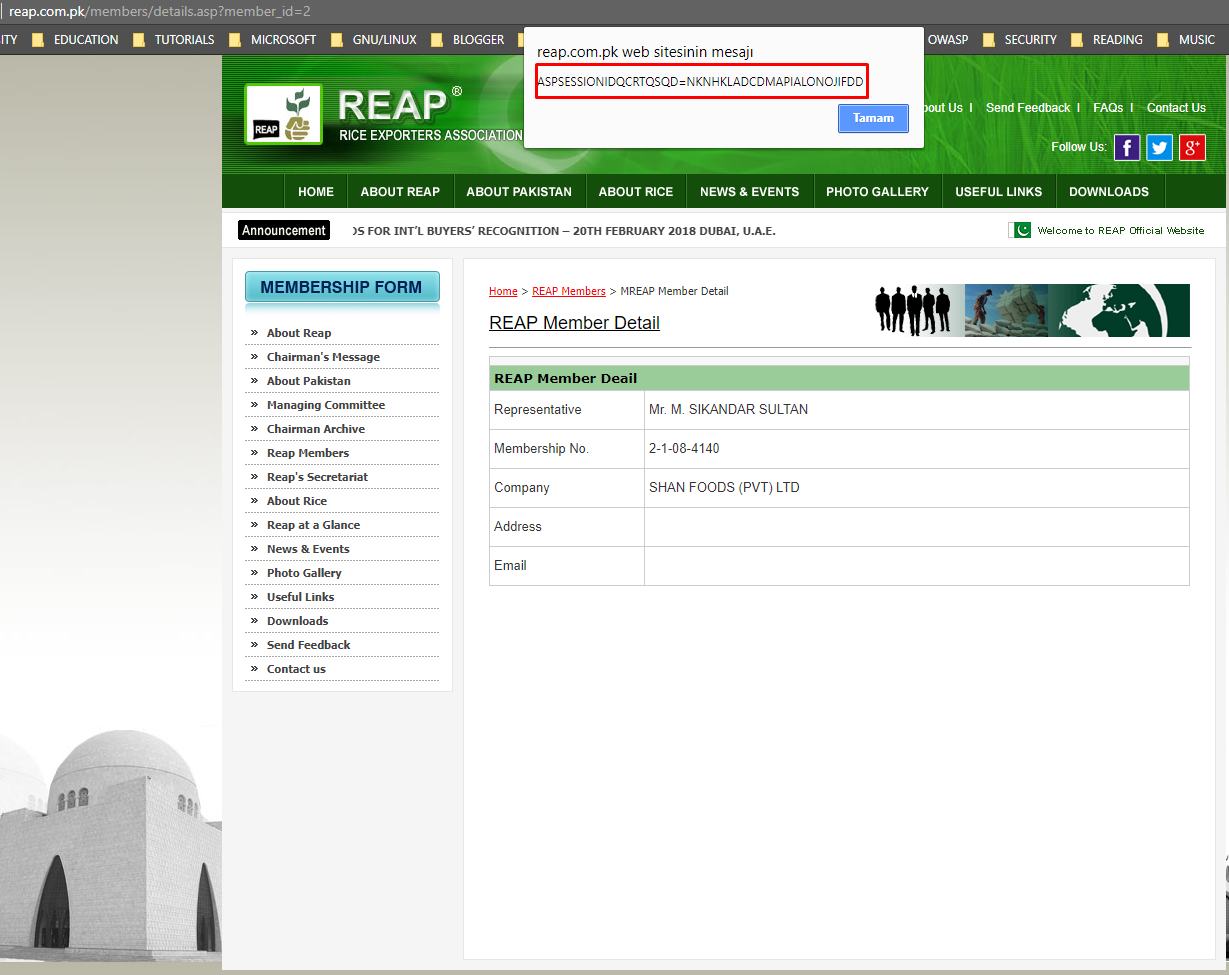 reap.com.pk/members/details.asp?member_id=2
ITY EDUCATION TUTORIALS MICROSOFT GNU/LINUX BLOGGER OWASP SECURITY READING MUSIC
reap.com.pk web sitesinin mesajı
ASPSESSIONIDQCRTQSQD=NKNHKLADCDMAPIALONOJIFDD
Tamam
REAP
REAP ®
RICE EXPORTERS ASSOCIATION
bout Us I Send Feedback I FAQs I Contact Us
Follow Us: f g+
HOME ABOUT REAP ABOUT PAKISTAN ABOUT RICE NEWS & EVENTS PHOTO GALLERY USEFUL LINKS DOWNLOADS
Announcement DS FOR INT'L BUYERS' RECOGNITION – 20TH FEBRUARY 2018 DUBAI, U.A.E. Welcome to REAP Official Website
MEMBERSHIP FORM
» About Reap
» Chairman's Message
» About Pakistan
» Managing Committee
» Chairman Archive
» Reap Members
» Reap's Secretariat
» About Rice
» Reap at a Glance
» News & Events
» Photo Gallery
» Useful Links
» Downloads
» Send Feedback
» Contact us
Home > REAP Members > MREAP Member Detail
REAP Member Detail
REAP Member Deail
Representative Mr. M. SIKANDAR SULTAN
Membership No. 2-1-08-4140
Company SHAN FOODS (PVT) LTD
Address
Email